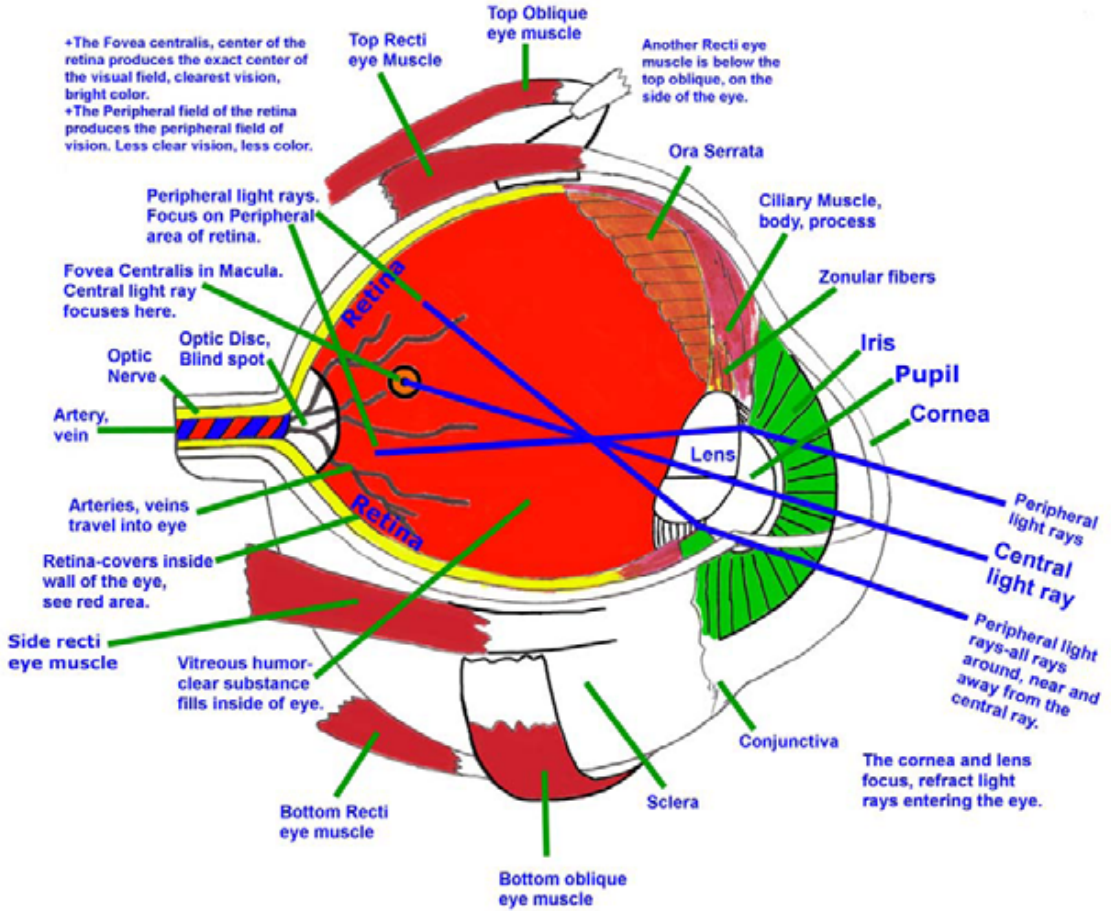 +The Fovea centralis, center of the
retina produces the exact center of
the visual field, clearest vision,
bright color.
+The Peripheral field of the retina
produces the peripheral field of
vision. Less clear vision, less color.
Top Recti
eye Muscle
Top Oblique
eye muscle
Another Recti eye
muscle is below the
top oblique, on the
side of the eye.
Ora Serrata
Peripheral light rays.
Focus on Peripheral
area of retina.
Ciliary Muscle,
body, process
Fovea Centralis in Macula.
Central light ray
focuses here.
Zonular fibers
Retina
Optic Disc,
Blind spot
Optic
Nerve
Iris
Pupil
Cornea
Artery,
vein
Lens
Arteries, veins
travel into eye
Retina
Peripheral
light rays
Central
light ray
Retina-covers inside
wall of the eye,
see red area.
Peripheral light
rays-all rays
around, near and
away from the
central ray.
Side recti
eye muscle
Vitreous humor-
clear substance
fills inside of eye.
Conjunctiva
The cornea and lens
focus, refract light
rays entering the eye.
Sclera
Bottom Recti
eye muscle
Bottom oblique
eye muscle